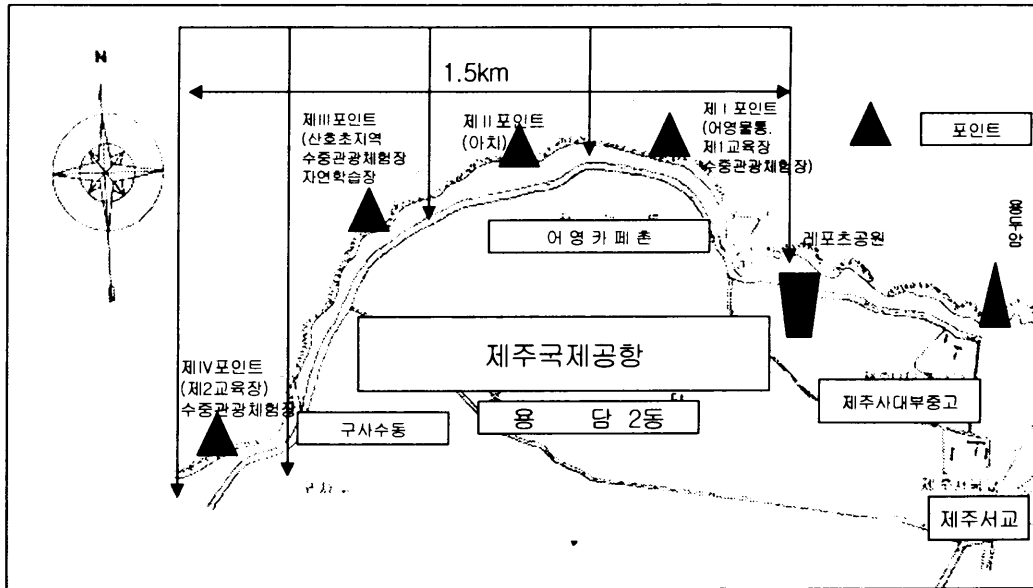 N
1.5km
제III포인트
(산호초지역
수중관광체험장
자연학습장
제II포인트
(아치)
제 I 포인트
(어영물통.
제1교육장
수중관광체험장)
포인트
용두암
레포츠공원
어영카페촌
제주국제공항
제IV포인트
(제2교육장)
수중관광체험장
구사수동
용 담 2동
제주사대부중고
제주서교